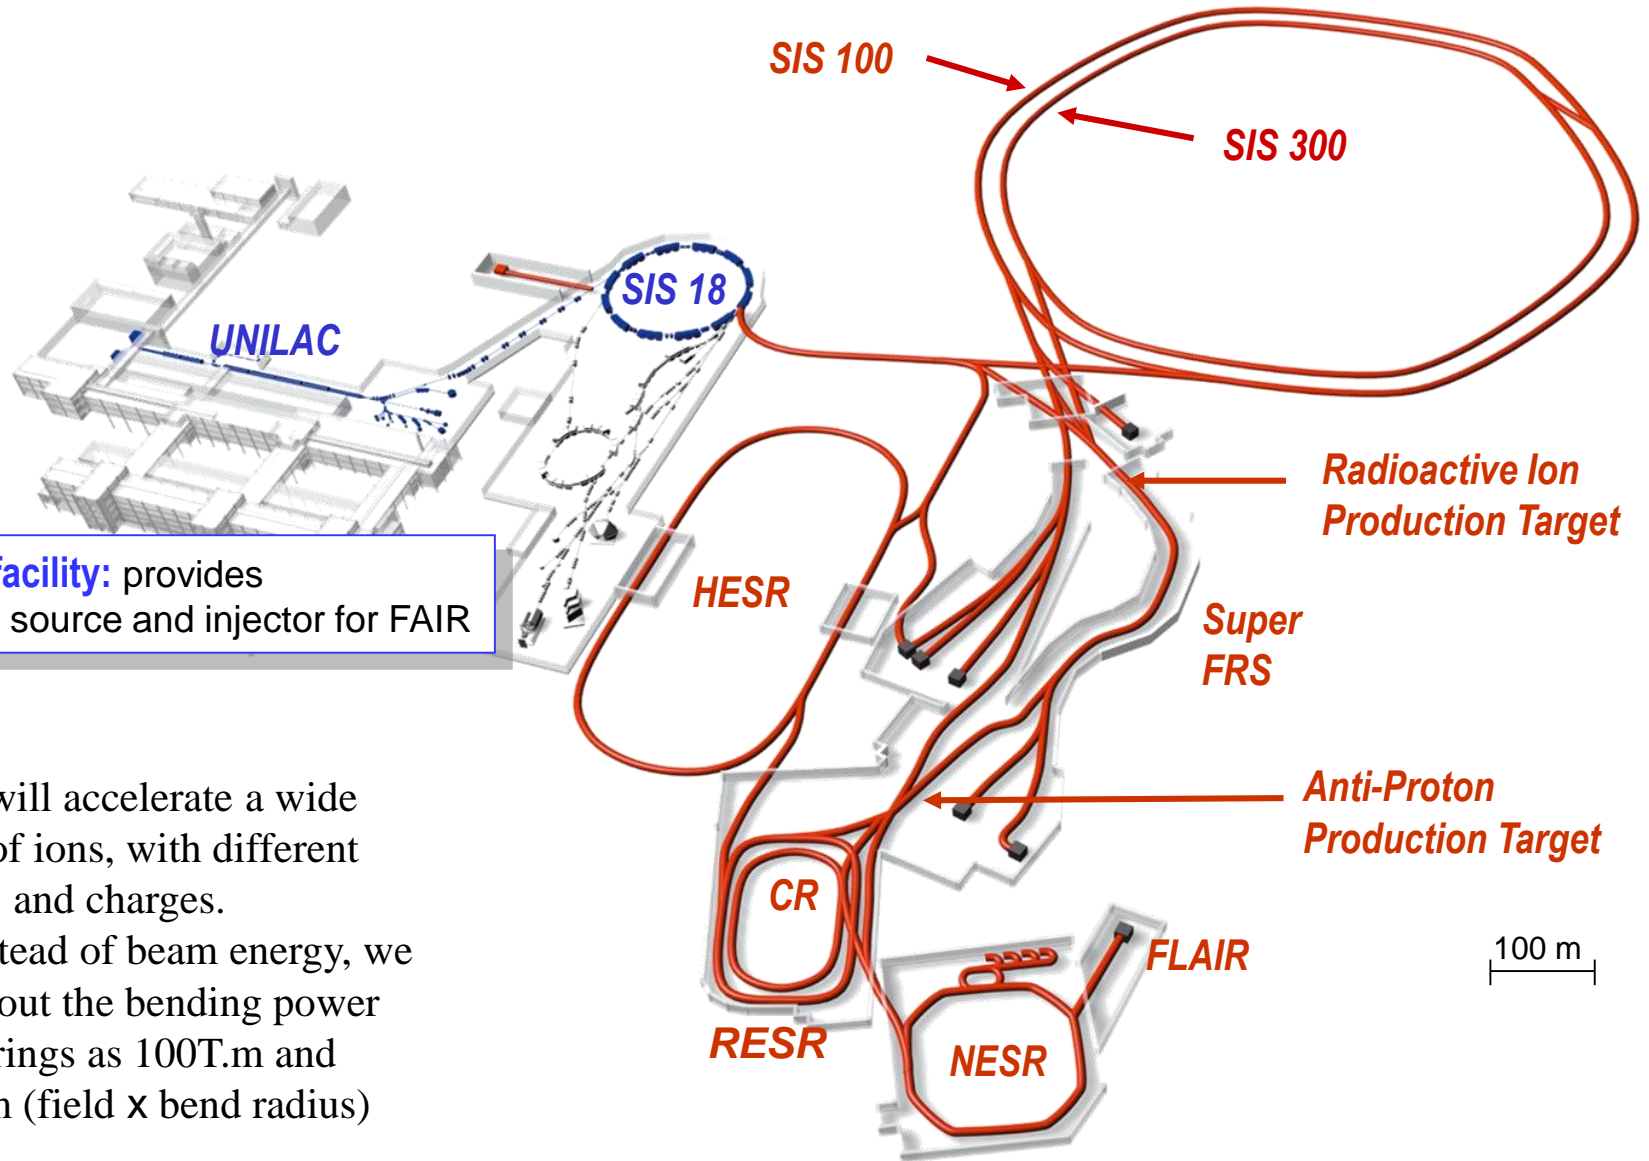 SIS 100
SIS 300
SIS 18
UNILAC
Radioactive Ion
Production Target
facility: provides
source and injector for FAIR
HESR
Super
FRS
will accelerate a wide
of ions, with different
and charges.
tead of beam energy, we
out the bending power
rings as 100T.m and
(field x bend radius)
Anti-Proton
Production Target
CR
FLAIR
100 m
RESR
NESR